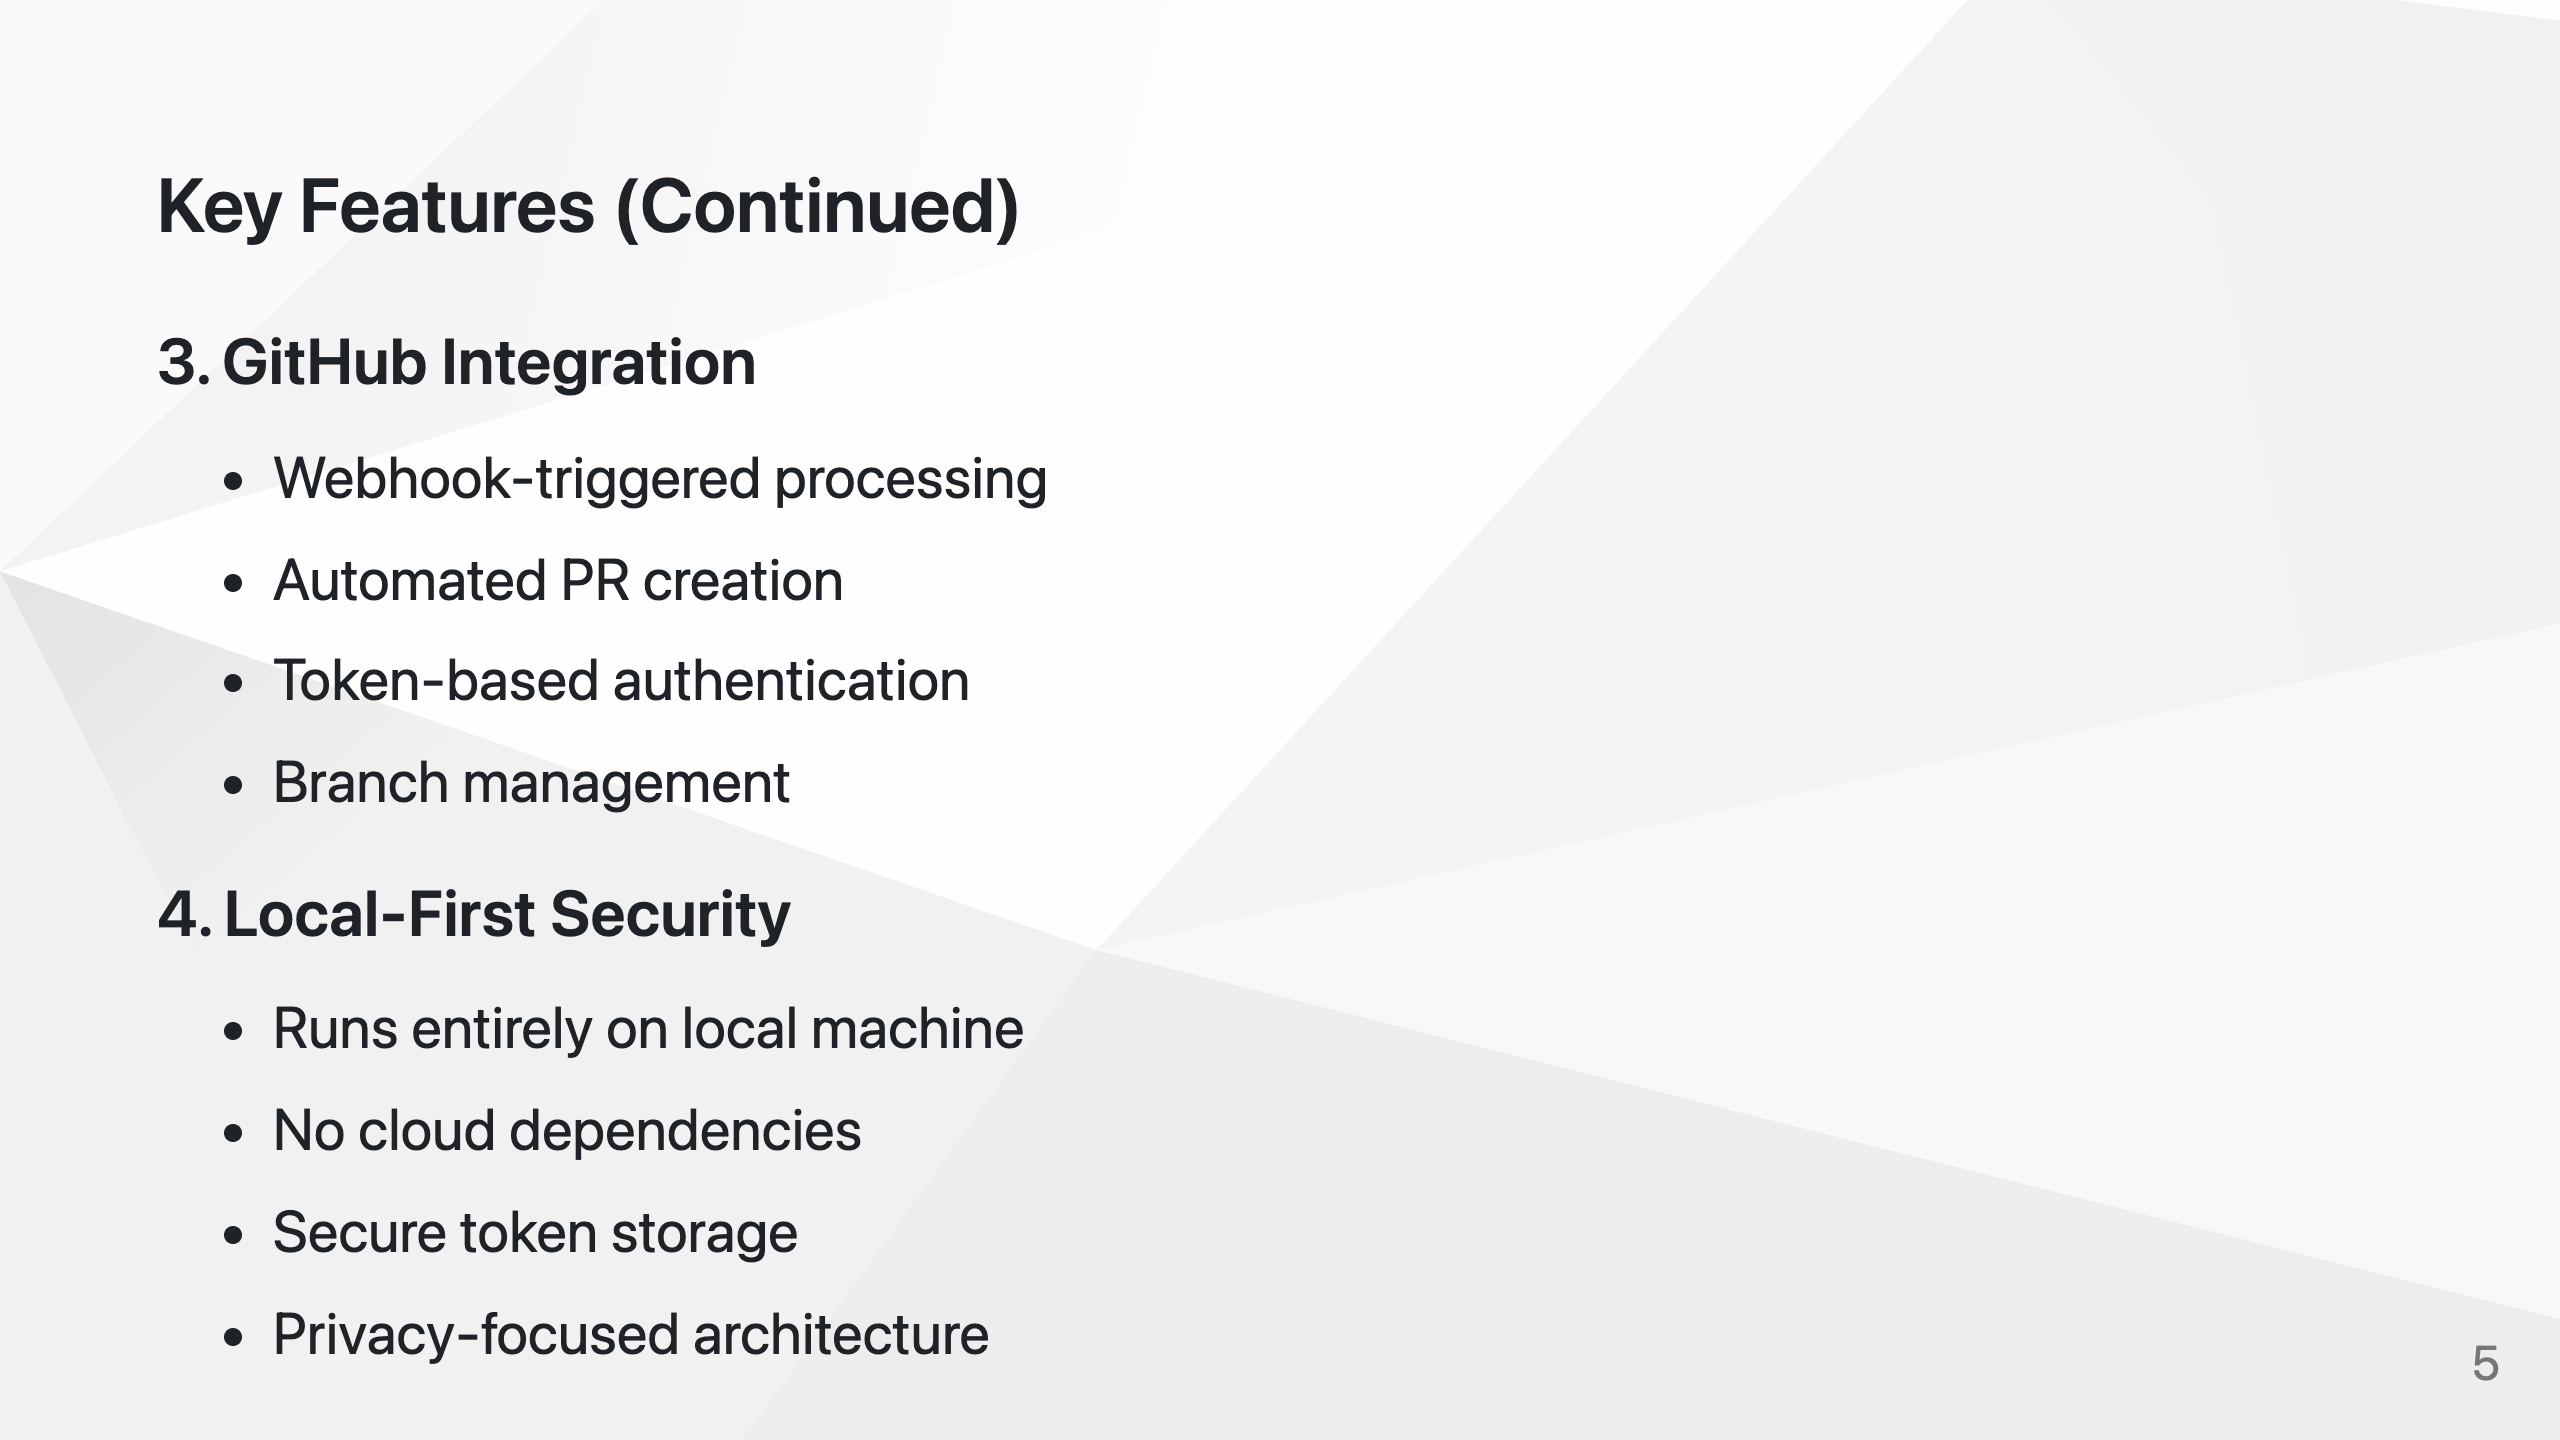 Key Features (Continued)
3. GitHub Integration
• Webhook-triggered processing
• Automated PR creation
• Token-based authentication
• Branch management
4. Local-First Security
• Runs entirely on local machine
• No cloud dependencies
• Secure token storage
• Privacy-focused architecture
5